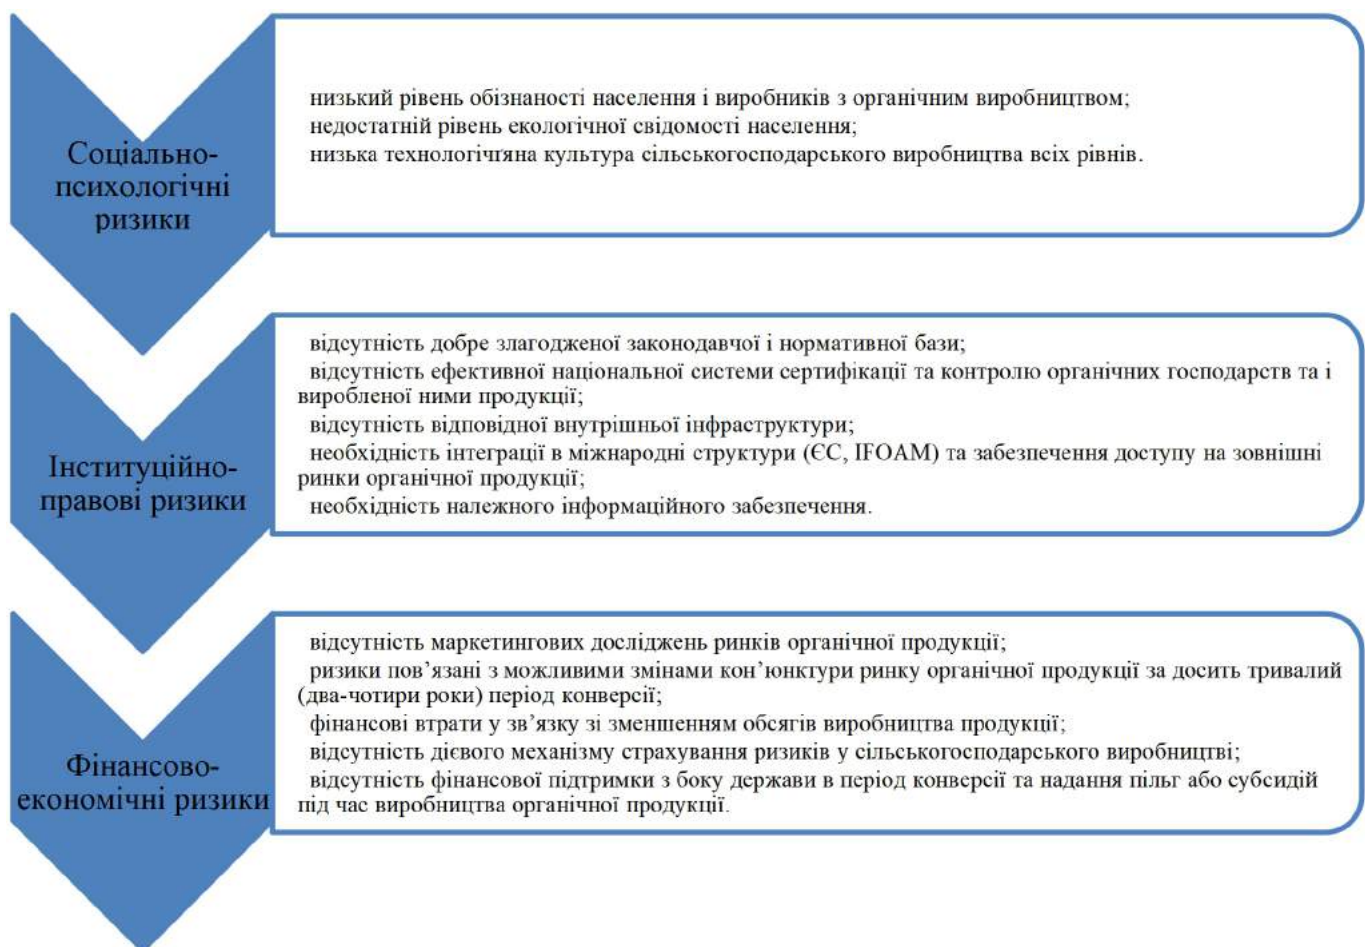 Соціально-
психологічні
ризики
низький рівень обізнаності населення і виробників з органічним виробництвом;
недостатній рівень екологічної свідомості населення;
низька технологічпяна культура сільськогосподарського виробництва всіх рівнів.
Інституційно-
правові ризики
відсутність добре злагодженої законодавчої і нормативної бази;
відсутність ефективної національної системи сертифікації та контролю органічних господарств та і
виробленої ними продукції;
відсутність відповідної внутрішньої інфраструктури;
необхідність інтеграції в міжнародні структури (ЄС, IFOAM) та забезпечення доступу на зовнішні
ринки органічної продукції;
необхідність належного інформаційного забезпечення.
Фінансово-
економічні ризики
відсутність маркетингових досліджень ринків органічної продукції;
ризики пов’язані з можливими змінами кон’юнктури ринку органічної продукції за досить тривалий
(два-чотири роки) період конверсії;
фінансові втрати у зв’язку зі зменшенням обсягів виробництва продукції;
відсутність дієвого механізму страхування ризиків у сільськогосподарського виробництві;
відсутність фінансової підтримки з боку держави в період конверсії та надання пільг або субсидій
під час виробництва органічної продукції.